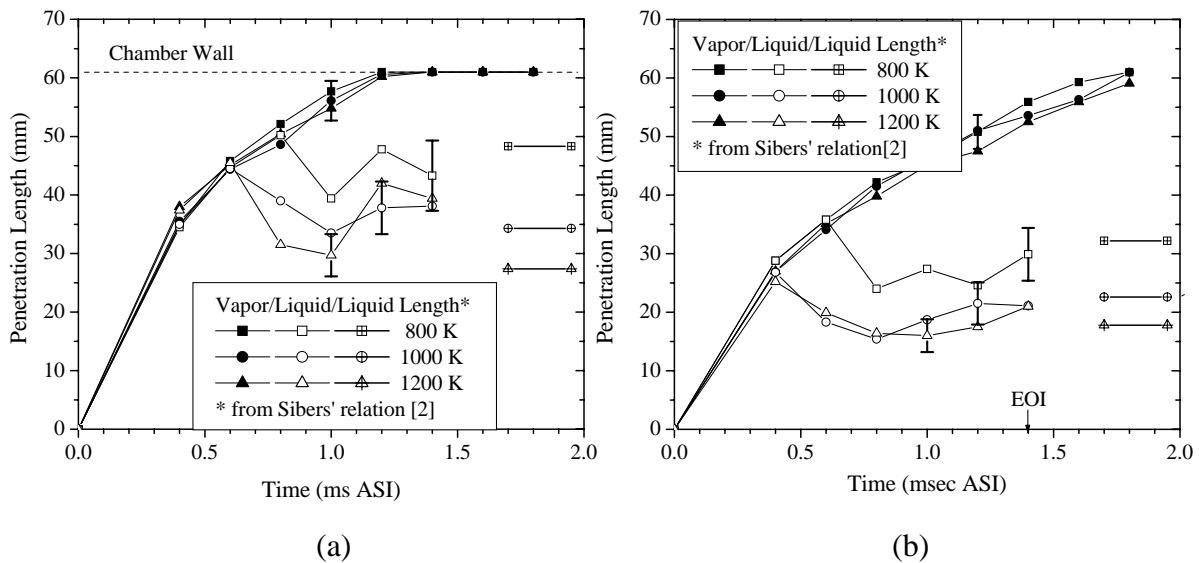 70
60
50
40
30
20
10
0
Penetration Length (mm)
Chamber Wall
Vapor/Liquid/Liquid Length*
800 K
1000 K
1200 K
* from Sibers' relation [2]
0.0
0.5
1.0
1.5
2.0
Time (ms ASI)
(a)
70
60
50
40
30
20
10
0
Penetration Length (mm)
Vapor/Liquid/Liquid Length*
800 K
1000 K
1200 K
* from Sibers' relation[2]
EOI
0.0
0.5
1.0
1.5
2.0
Time (msec ASI)
(b)